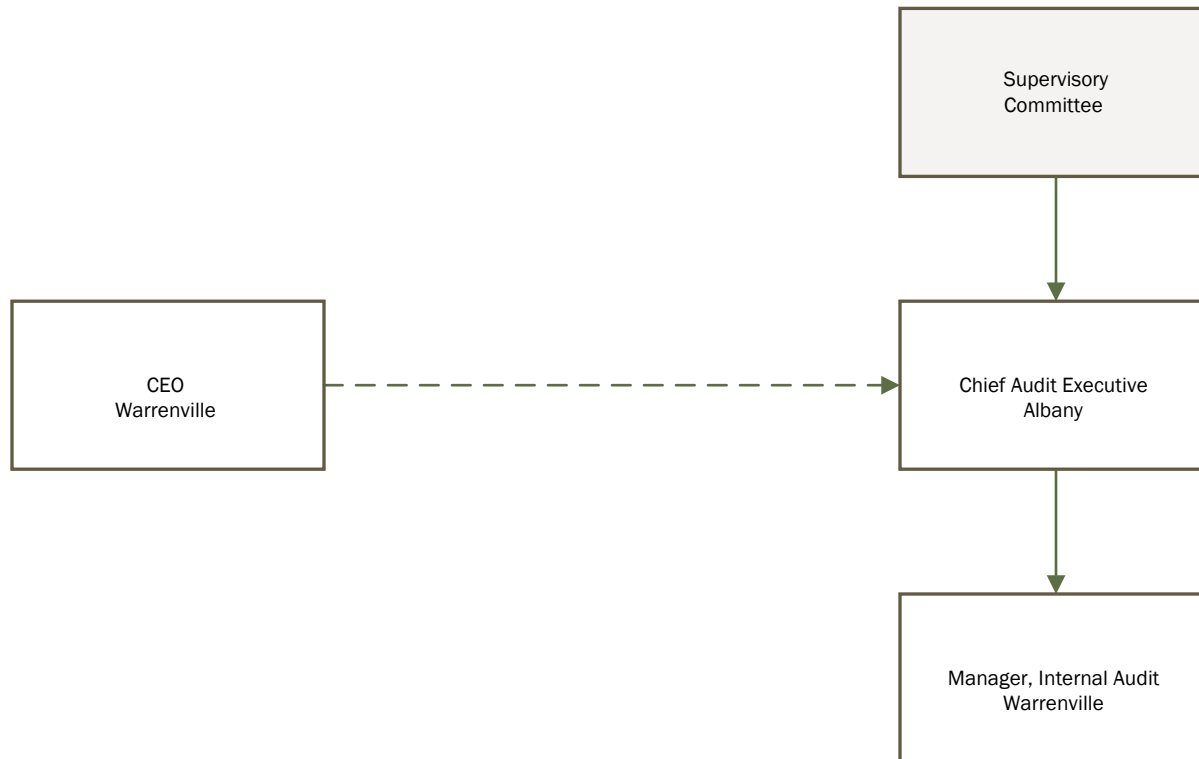 Supervisory
Committee
CEO
Warrenville
Chief Audit Executive
Albany
Manager, Internal Audit
Warrenville